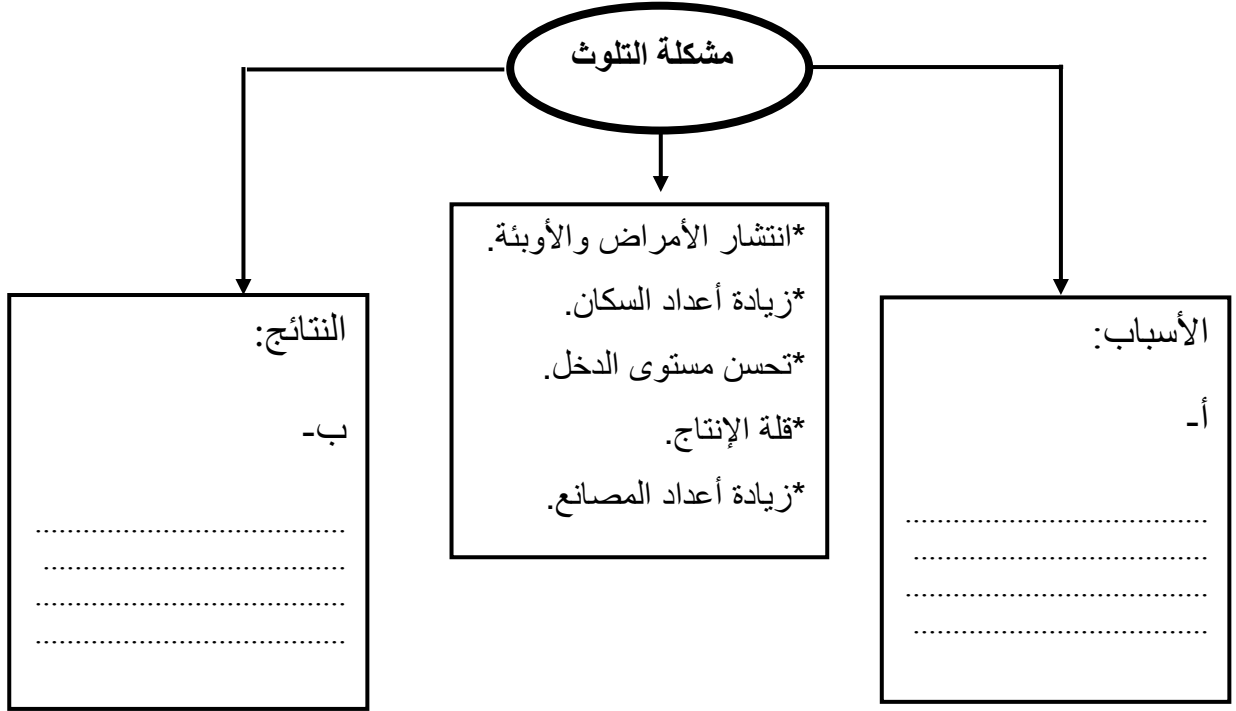 مشكلة التلوث
الأسباب:
أ-
......................................
.....................................
......................................
.....................................
*انتشار الأمراض والأوبئة.
*زيادة أعداد السكان.
*تحسن مستوى الدخل.
*قلة الإنتاج.
*زيادة أعداد المصانع.
النتائج:
ب-
.......................................
......................................
.......................................
.......................................